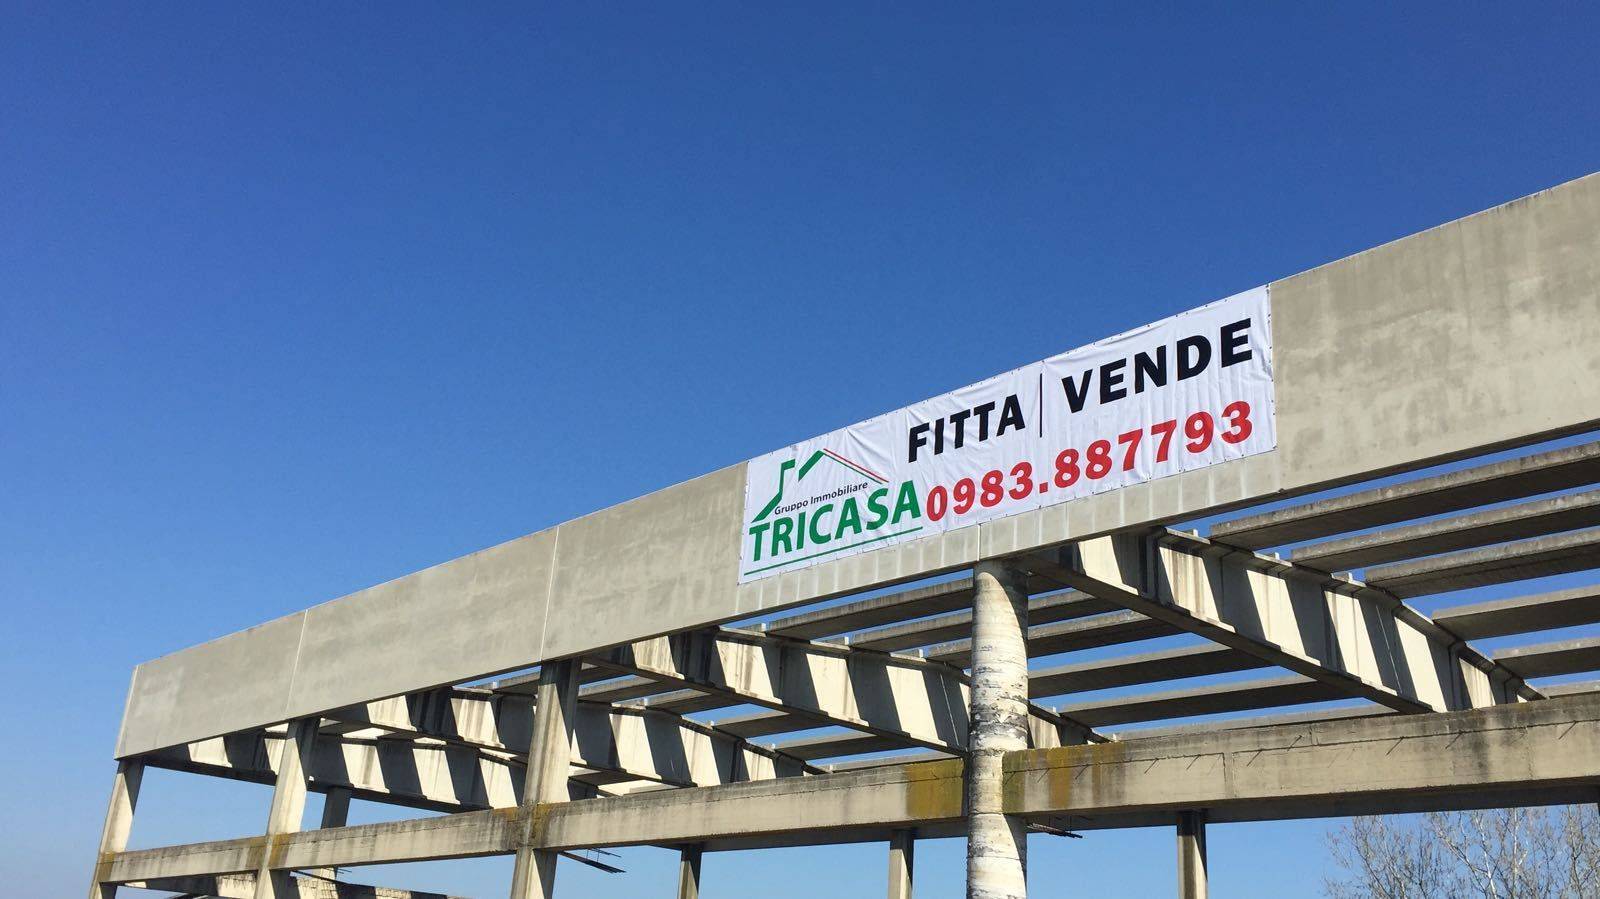 FITTA | VENDE
Gruppo Immobiliare
TRICASA 0983.887793